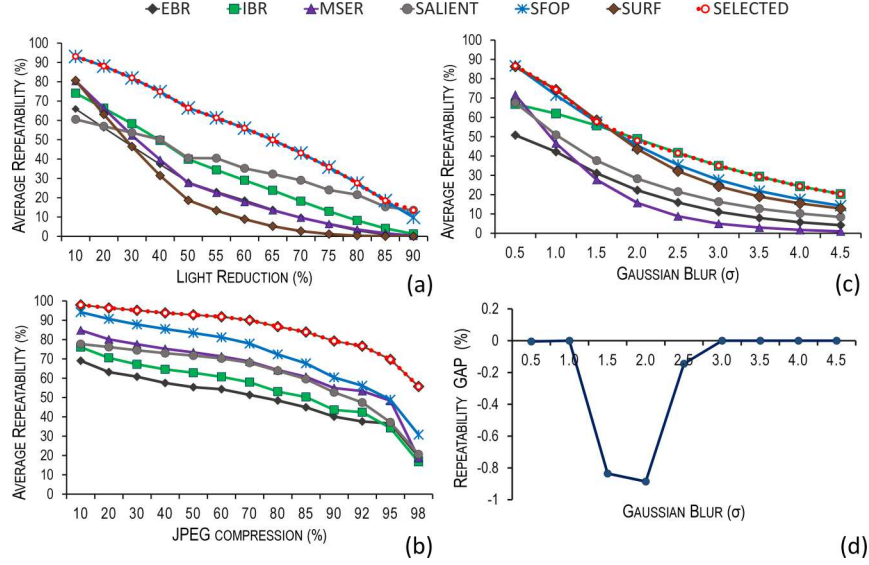 EBR IBR MSER SALIENT SFOP SURF SELECTED
AVERAGE REPEATABILITY (%)
100
90
80
70
60
50
40
30
20
10
0
10 20 30 40 50 55 60 65 70 75 80 85 90
LIGHT REDUCTION (%)
(a)
AVERAGE REPEATABILITY (%)
100
90
80
70
60
50
40
30
20
10
0
0.5 1.0 1.5 2.0 2.5 3.0 3.5 4.0 4.5
GAUSSIAN BLUR (σ)
(c)
AVERAGE REPEATABILITY (%)
100
90
80
70
60
50
40
30
20
10
0
10 20 30 40 50 60 70 80 85 90 92 95 98
JPEG COMPRESSION (%)
(b)
REPEATABILITY GAP (%)
0.2
0
-0.2
-0.4
-0.6
-0.8
-1
0.5 1.0 1.5 2.0 2.5 3.0 3.5 4.0 4.5
GAUSSIAN BLUR (σ)
(d)